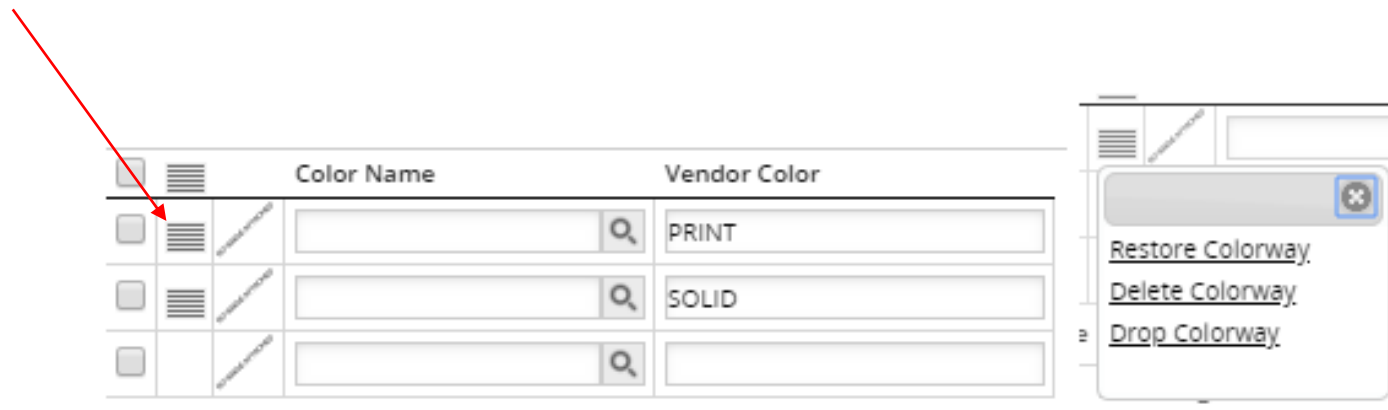 Color Name Vendor Color
PRINT
SOLID
Restore Colorway
Delete Colorway
Drop Colorway